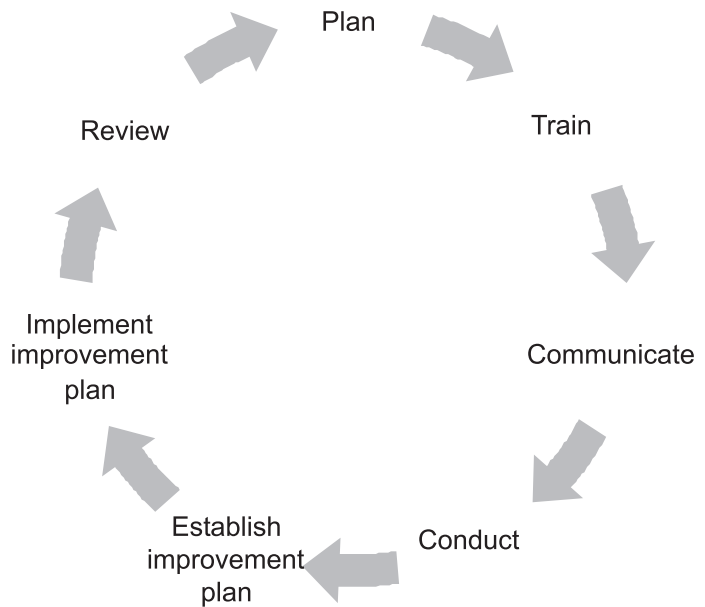 Plan
Train
Communicate
Conduct
Establish
improvement
plan
Implement
improvement
plan
Review